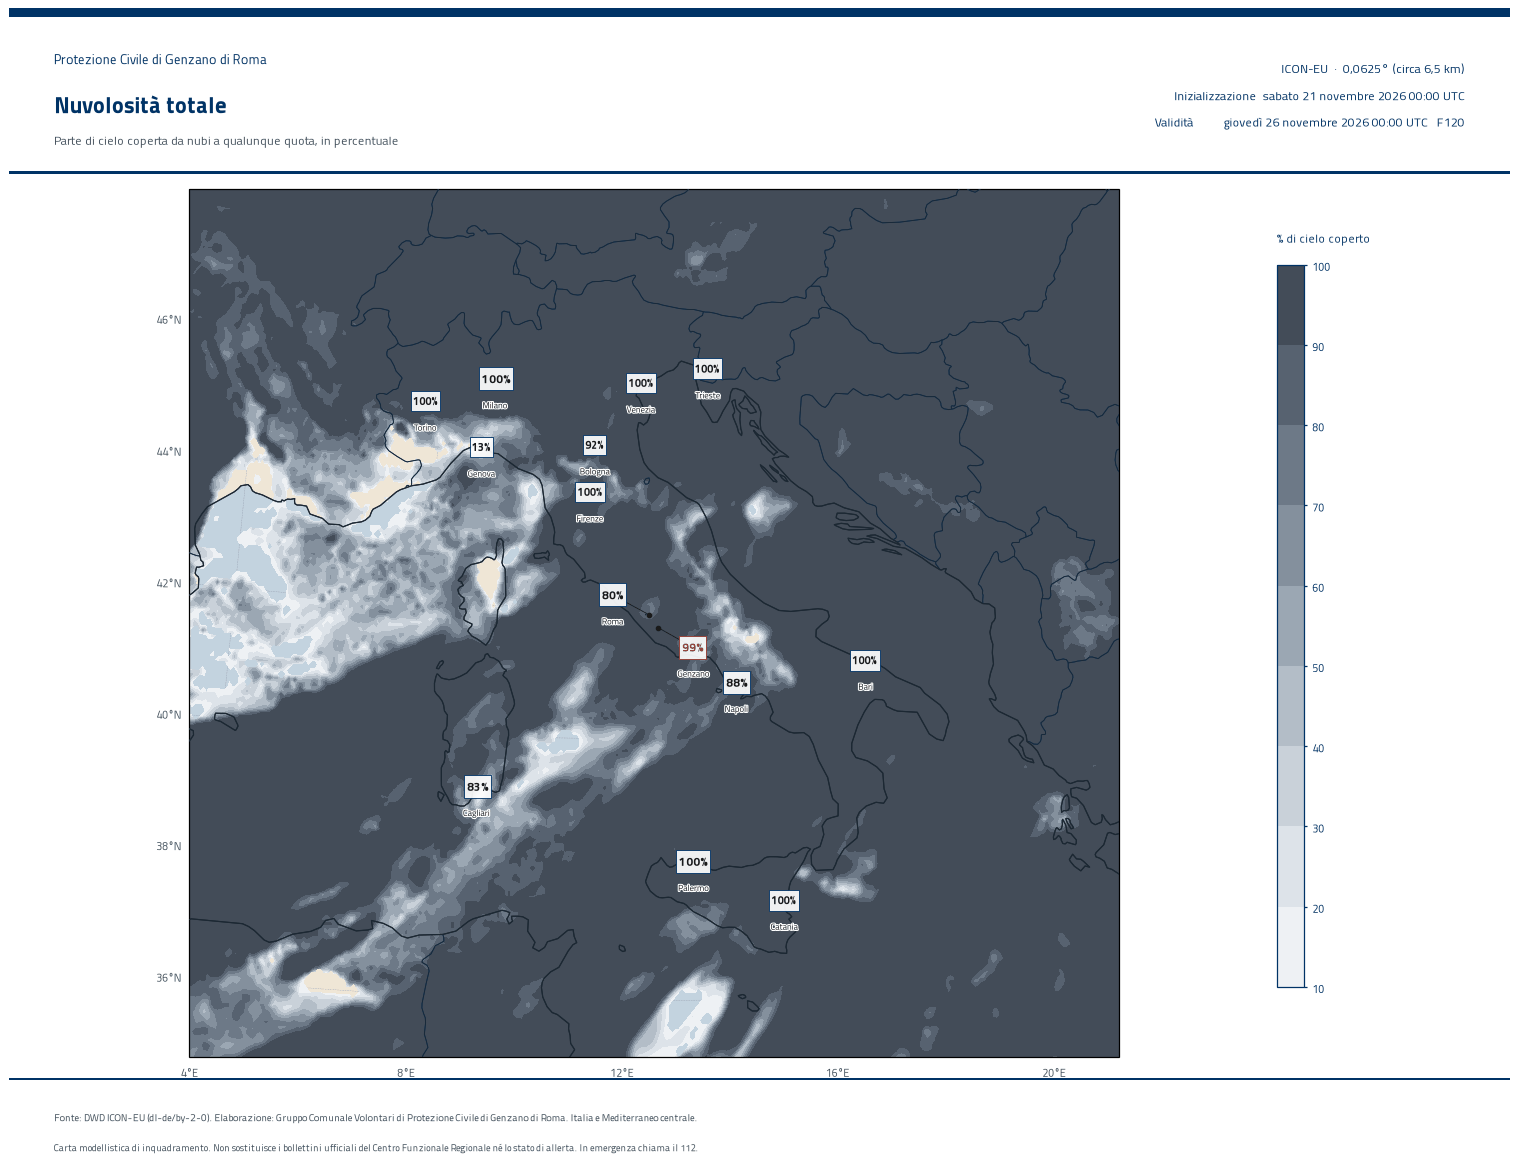 Protezione Civile di Genzano di Roma
Nuvolosità totale
Parte di cielo coperta da nubi a qualunque quota, in percentuale
ICON-EU · 0,0625° (circa 6,5 km)
Inizializzazione sabato 21 novembre 2026 00:00 UTC
Validità giovedì 26 novembre 2026 00:00 UTC F120
% di cielo coperto
100
90
80
70
60
50
40
30
20
10
46°N
44°N
42°N
40°N
38°N
36°N
4°E
8°E
12°E
16°E
20°E
100%
Trieste
100%
Milano
100%
Venezia
100%
Torino
13%
Genova
92%
Bologna
100%
Firenze
80%
Roma
99%
Genzano
100%
Bari
88%
Napoli
83%
Cagliari
100%
Palermo
100%
Catania
Fonte: DWD ICON-EU (dl-de/by-2-0). Elaborazione: Gruppo Comunale Volontari di Protezione Civile di Genzano di Roma. Italia e Mediterraneo centrale.
Carta modellistica di inquadramento. Non sostituisce i bollettini ufficiali del Centro Funzionale Regionale né lo stato di allerta. In emergenza chiama il 112.